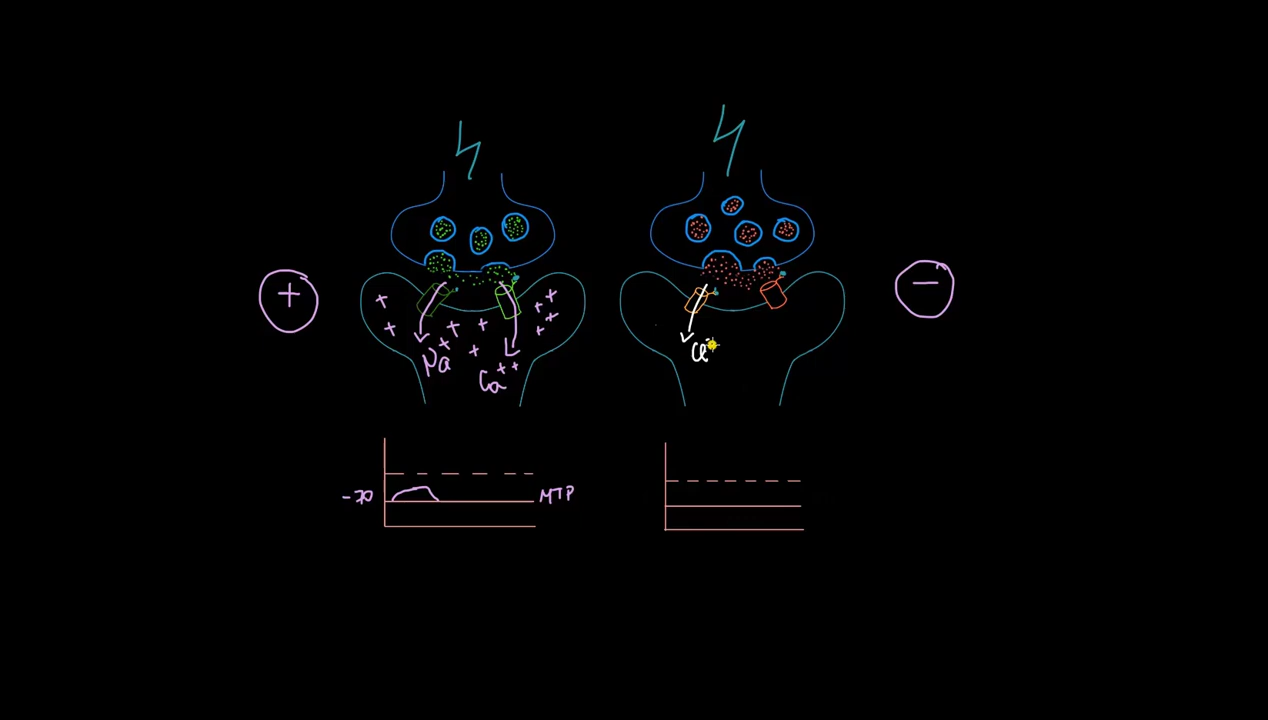 +
−
+ + + + + + + + +
Na+
Ca++
Cl-
-70
MTP